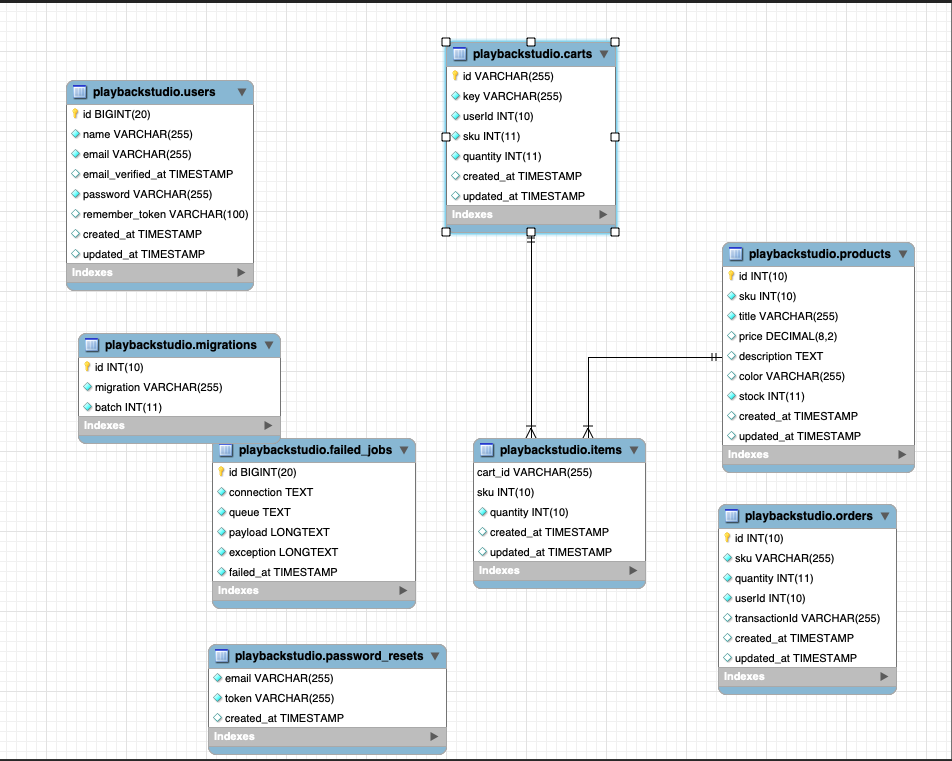 playbackstudio.carts
id VARCHAR(255)
key VARCHAR(255)
userId INT(10)
sku INT(11)
quantity INT(11)
created_at TIMESTAMP
updated_at TIMESTAMP
Indexes
playbackstudio.users
id BIGINT(20)
name VARCHAR(255)
email VARCHAR(255)
email_verified_at TIMESTAMP
password VARCHAR(255)
remember_token VARCHAR(100)
created_at TIMESTAMP
updated_at TIMESTAMP
Indexes
playbackstudio.products
id INT(10)
sku INT(10)
title VARCHAR(255)
price DECIMAL(8,2)
description TEXT
color VARCHAR(255)
stock INT(11)
created_at TIMESTAMP
updated_at TIMESTAMP
Indexes
playbackstudio.migrations
id INT(10)
migration VARCHAR(255)
batch INT(11)
Indexes
playbackstudio.failed_jobs
id BIGINT(20)
connection TEXT
queue TEXT
payload LONGTEXT
exception LONGTEXT
failed_at TIMESTAMP
Indexes
playbackstudio.items
cart_id VARCHAR(255)
sku INT(10)
quantity INT(10)
created_at TIMESTAMP
updated_at TIMESTAMP
Indexes
playbackstudio.orders
id INT(10)
sku VARCHAR(255)
quantity INT(11)
userId INT(10)
transactionId VARCHAR(255)
created_at TIMESTAMP
updated_at TIMESTAMP
Indexes
playbackstudio.password_resets
email VARCHAR(255)
token VARCHAR(255)
created_at TIMESTAMP
Indexes